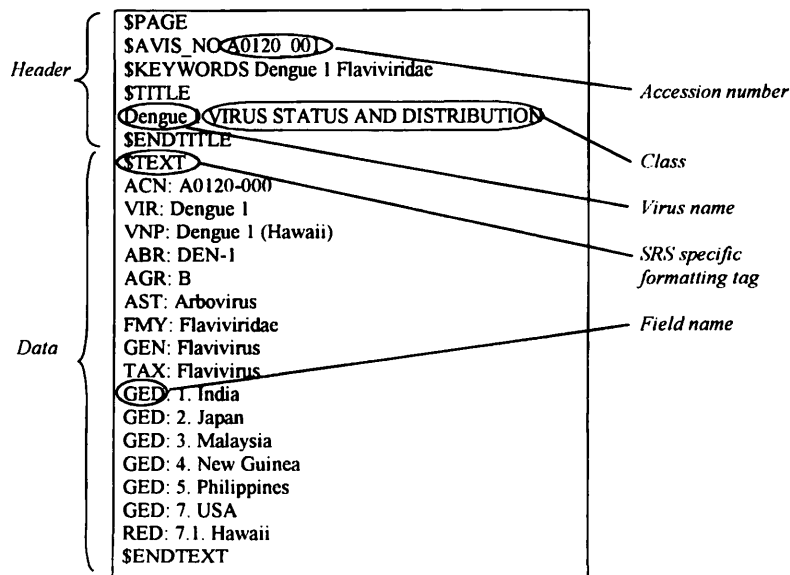 $PAGE
$AVIS_NO A0120_001
$KEYWORDS Dengue 1 Flaviviridae
$TITLE
Dengue 1 VIRUS STATUS AND DISTRIBUTION
$ENDTITLE
$TEXT
ACN: A0120-000
VIR: Dengue 1
VNP: Dengue 1 (Hawaii)
ABR: DEN-1
AGR: B
AST: Arbovirus
FMY: Flaviviridae
GEN: Flavivirus
TAX: Flavivirus
GED: 1. India
GED: 2. Japan
GED: 3. Malaysia
GED: 4. New Guinea
GED: 5. Philippines
GED: 7. USA
RED: 7.1. Hawaii
$ENDTEXT
Header
Data
Accession number
Class
Virus name
SRS specific
formatting tag
Field name